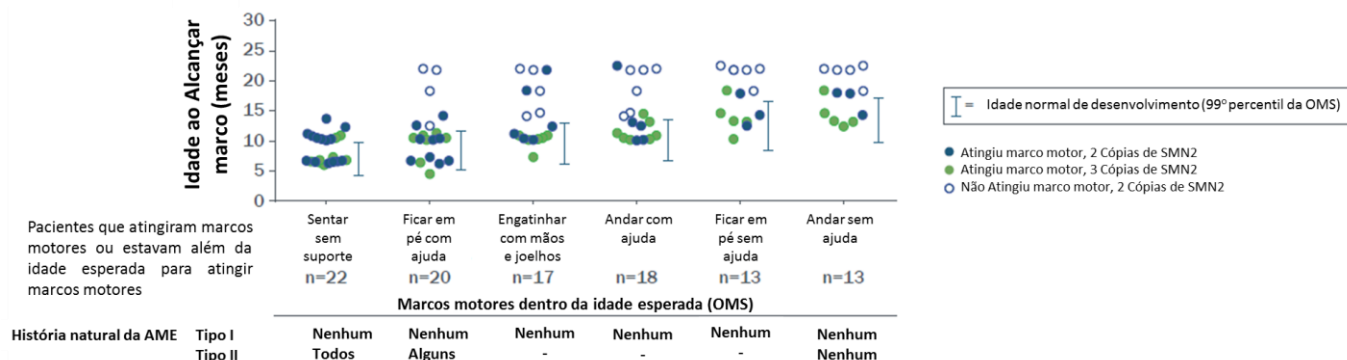 Idade ao Alcançar
marco (meses)
30
25
20
15
10
5
0
I = Idade normal de desenvolvimento (99º percentil da OMS)
Atingiu marco motor, 2 Cópias de SMN2
Atingiu marco motor, 3 Cópias de SMN2
Não Atingiu marco motor, 2 Cópias de SMN2
Pacientes que atingiram marcos
motores ou estavam além da
idade esperada para atingir
marcos motores
Sentar
sem
suporte
n=22
Ficar em
pé com
ajuda
n=20
Engatinhar
com mãos
e joelhos
n=17
Andar com
ajuda
n=18
Ficar em
pé sem
ajuda
n=13
Andar sem
ajuda
n=13
Marcos motores dentro da idade esperada (OMS)
História natural da AME Tipo I Nenhum Nenhum Nenhum Nenhum Nenhum Nenhum
Tipo II Todos Alguns - - - Nenhum